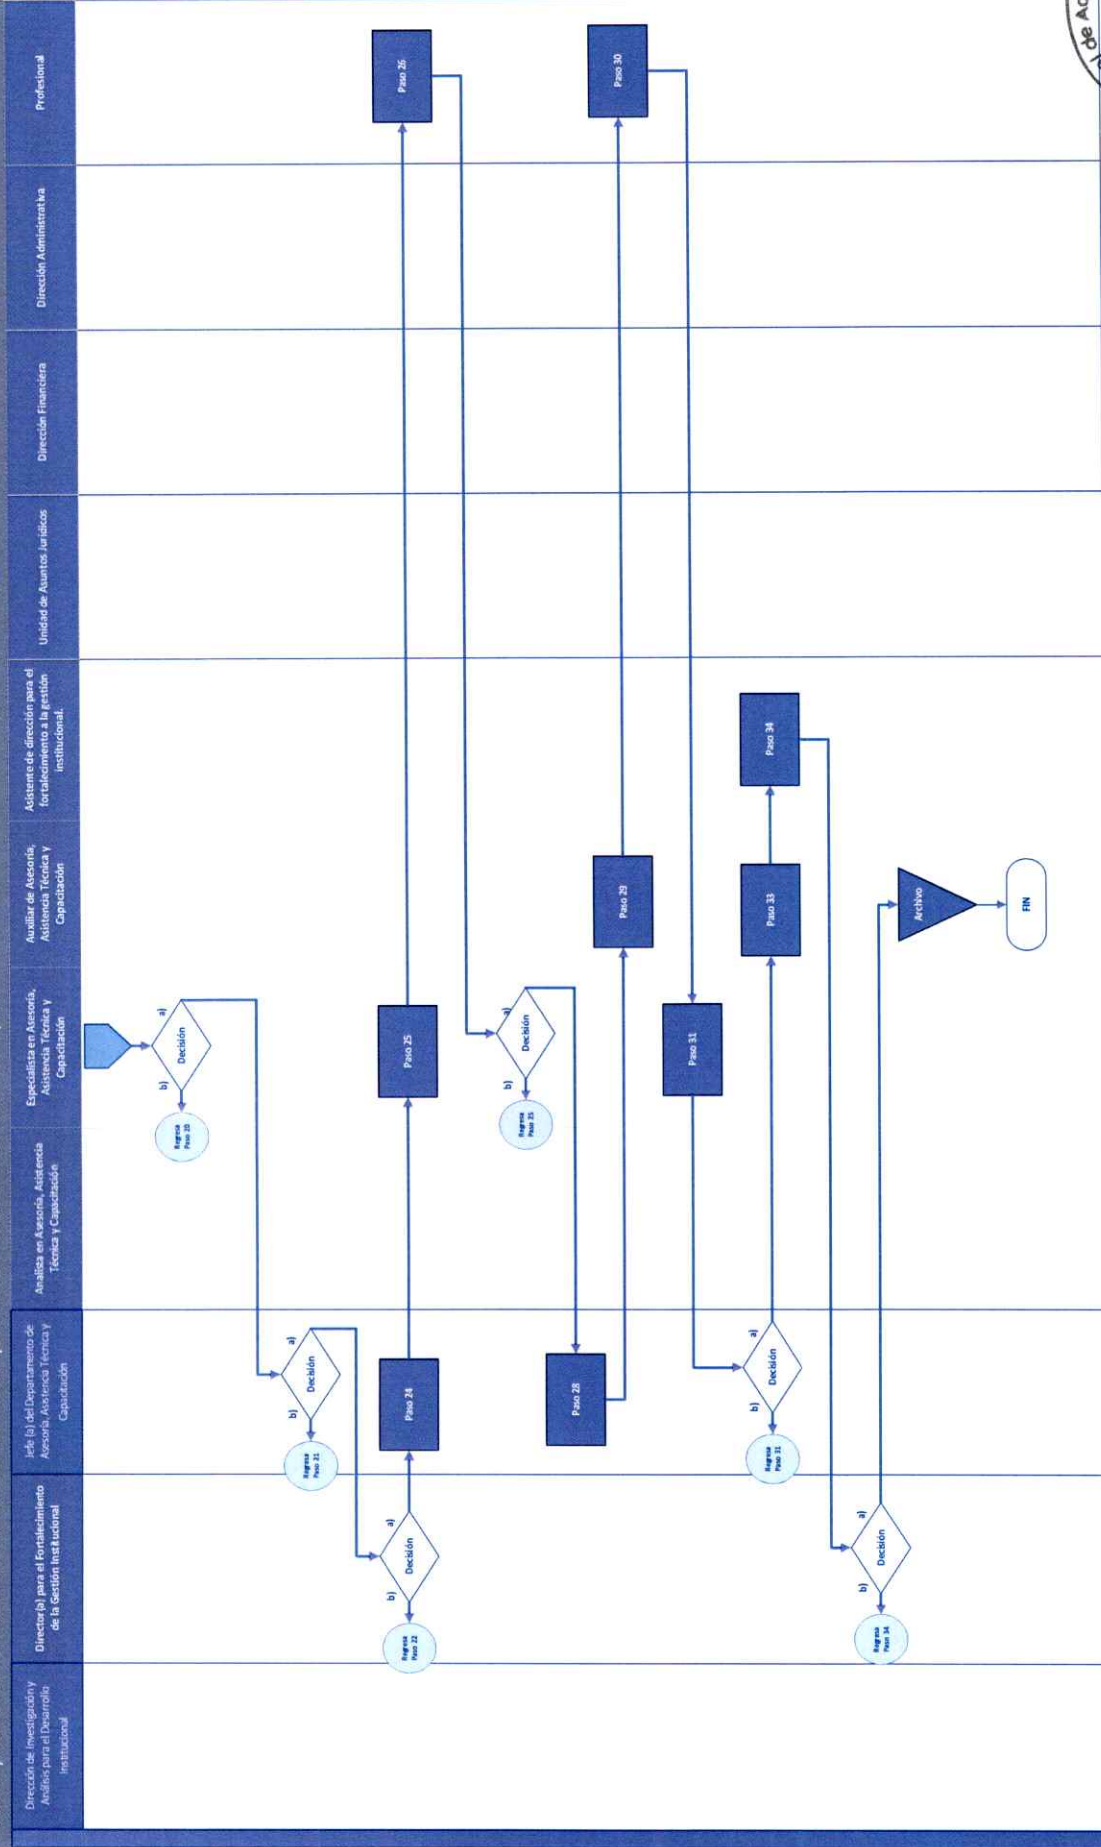 Dirección de Investigación y
Análisis para el Desarrollo
Institucional
Director(a) para el Fortalecimiento
de la Gestión Institucional
Jefe (a) del Departamento de
Asesoría, Asistencia Técnica y
Capacitación
Analista en Asesoría, Asistencia
Técnica y Capacitación
Especialista en Asesoría,
Asistencia Técnica y
Capacitación
Auxiliar de Asesoría,
Asistencia Técnica y
Capacitación
Asistente de dirección para el
fortalecimiento a la gestión
institucional.
Unidad de Asuntos Jurídicos
Dirección Financiera
Dirección Administrativa
Profesional
b)
Decisión
a)
Regresa
Paso 20
b)
Decisión
a)
Regresa
Paso 21
b)
Decisión
a)
Regresa
Paso 22
Paso 24
Paso 25
Paso 26
b)
Decisión
a)
Regresa
Paso 25
Paso 28
Paso 29
Paso 30
Paso 31
b)
Decisión
a)
Regresa
Paso 31
Paso 33
Paso 34
b)
Decisión
a)
Regresa
Paso 34
Archivo
FIN